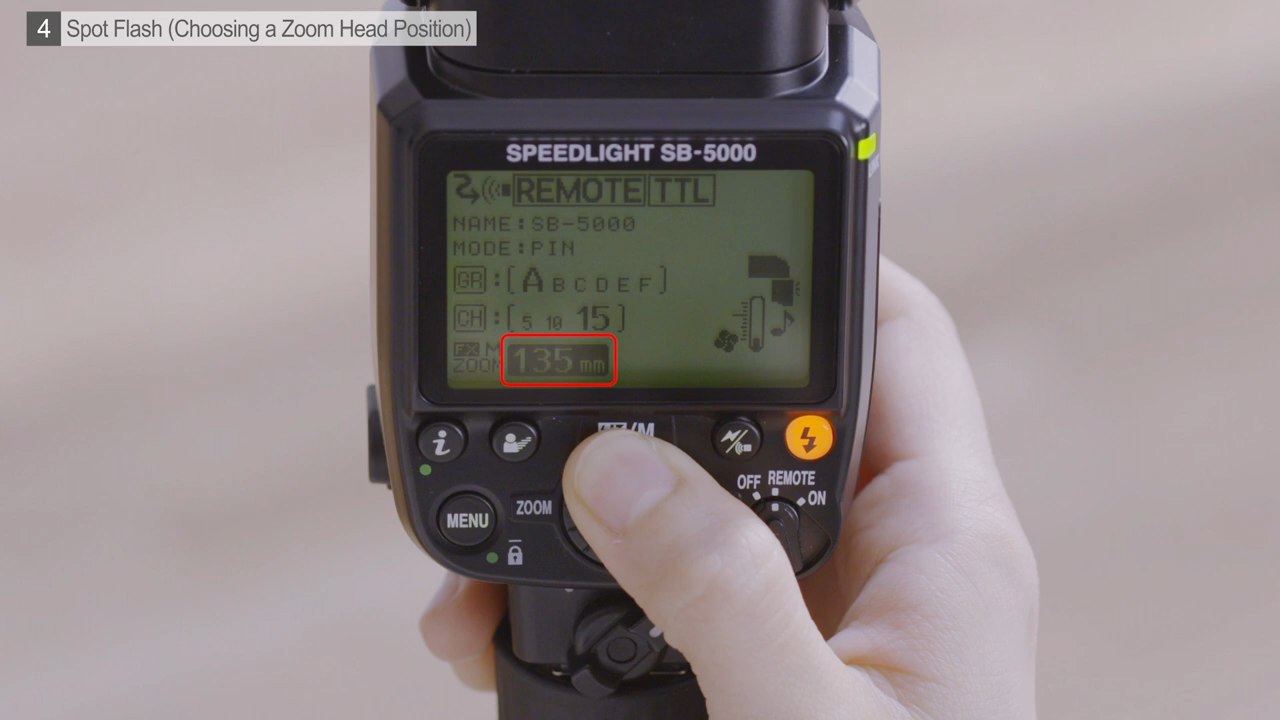 4 Spot Flash (Choosing a Zoom Head Position)
SPEEDLIGHT SB-5000
REMOTE TTL
NAME:SB-5000
MODE:PIN
GR:[A B C D E F]
CH:[5 10 15]
FX M
ZOOM 135 mm
/M
i
OFF REMOTE
ON
ZOOM
MENU